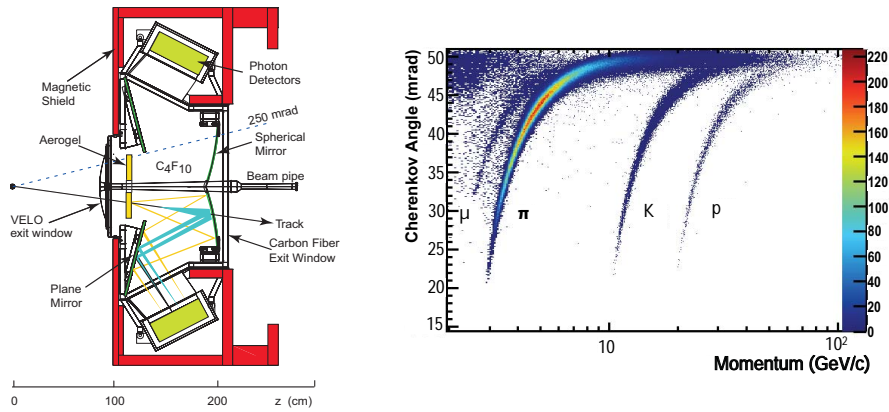 Magnetic
Shield
Aerogel
VELO
exit window
Plane
Mirror
C₄F₁₀
250 mrad
Photon
Detectors
Spherical
Mirror
Beam pipe
Track
Carbon Fiber
Exit Window
0 100 200 z (cm)
Cherenkov Angle (mrad)
50
45
40
35
30
25
20
15
μ π K p
10 10²
Momentum (GeV/c)
220
200
180
160
140
120
100
80
60
40
20
0